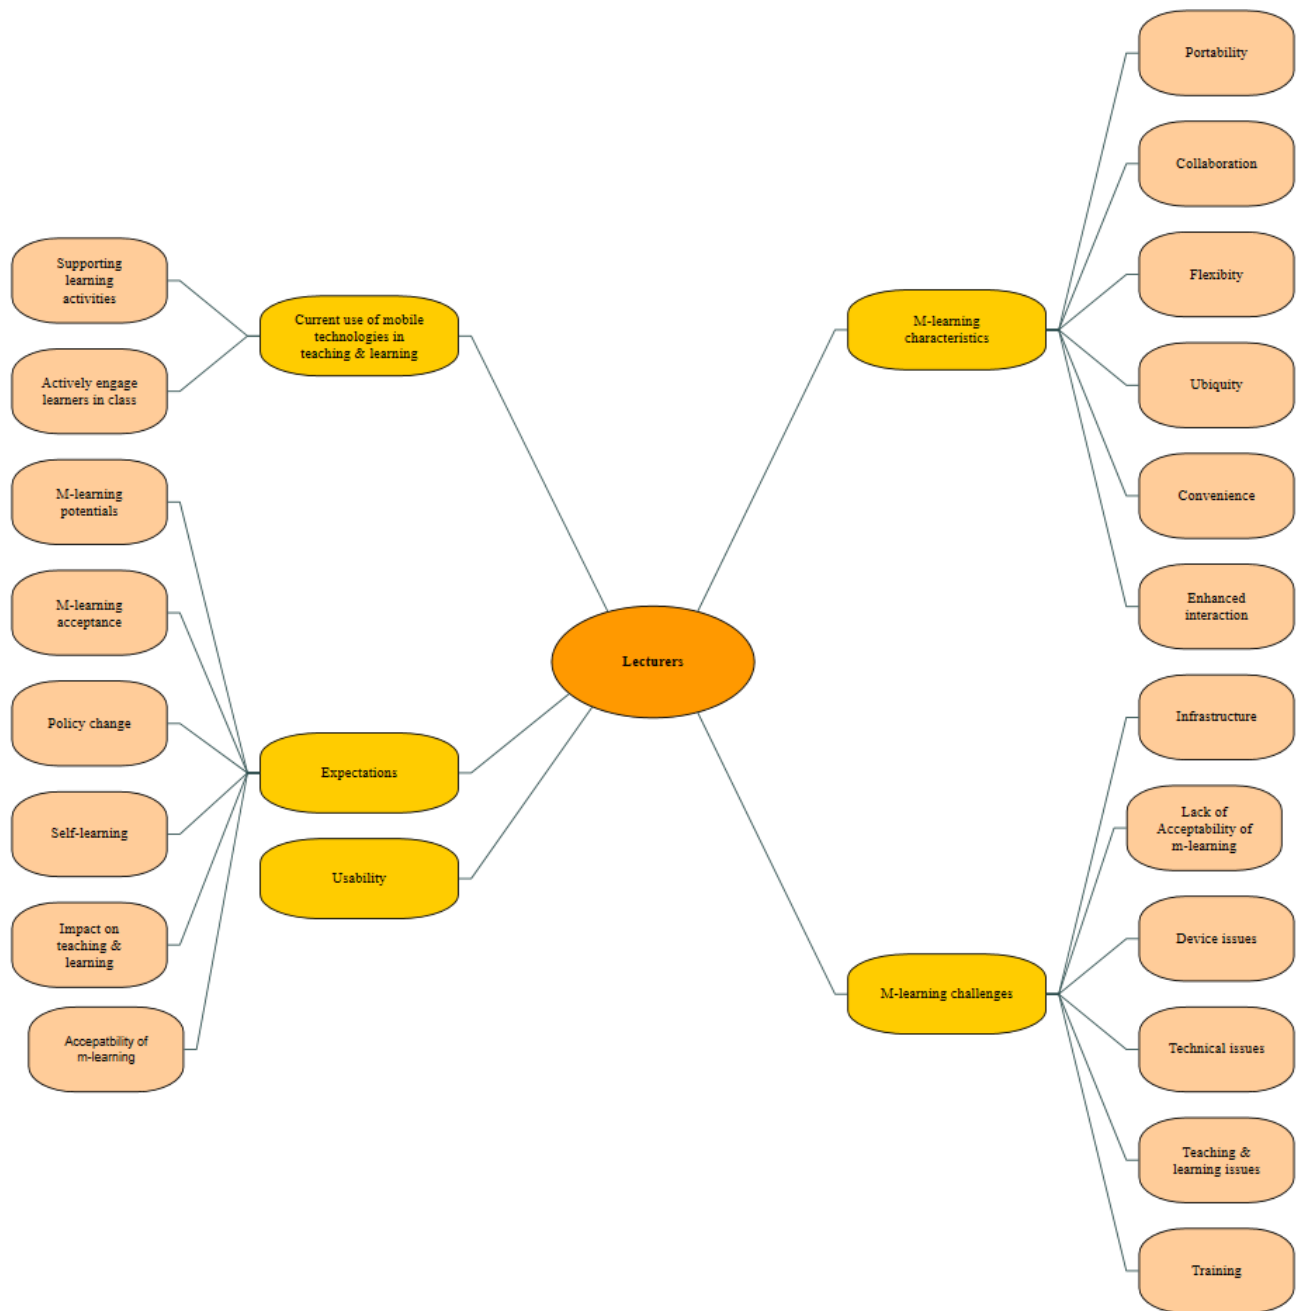 Portability
Collaboration
Flexibity
Ubiquity
Convenience
Enhanced
interaction
M-learning
characteristics
Supporting
learning
activities
Actively engage
learners in class
Current use of mobile
technologies in
teaching & learning
M-learning
potentials
M-learning
acceptance
Policy change
Self-learning
Impact on
teaching &
learning
Accepatbility of
m-learning
Expectations
Usability
Lecturers
Infrastructure
Lack of
Acceptability of
m-learning
Device issues
Technical issues
Teaching &
learning issues
Training
M-learning challenges